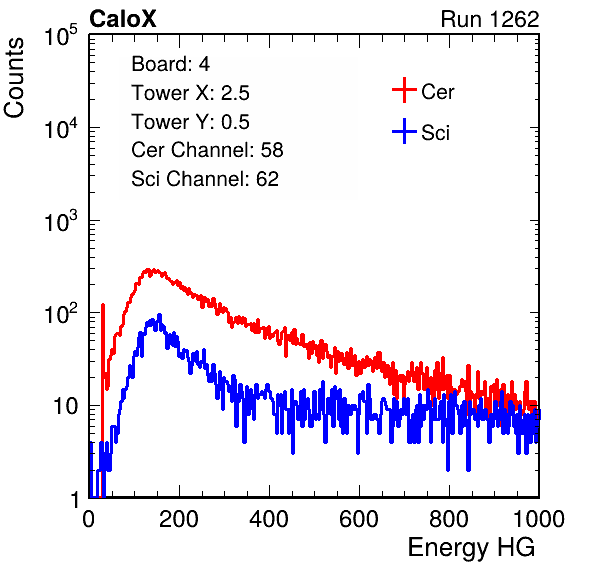 CaloX
Run 1262
Counts
10^5
10^4
10^3
10^2
10
1
Board: 4
Tower X: 2.5
Tower Y: 0.5
Cer Channel: 58
Sci Channel: 62
Cer
Sci
0 200 400 600 800 1000
Energy HG